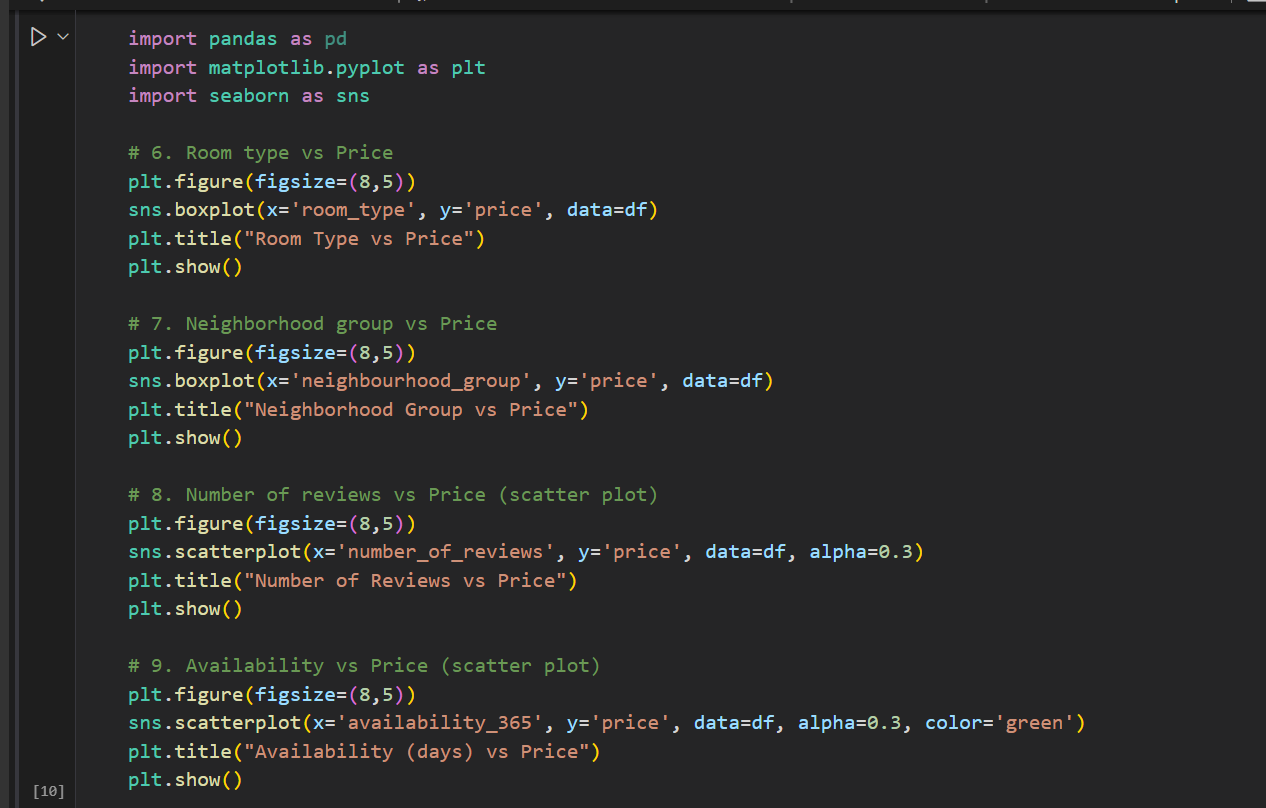 import pandas as pd
import matplotlib.pyplot as plt
import seaborn as sns
# 6. Room type vs Price
plt.figure(figsize=(8,5))
sns.boxplot(x='room_type', y='price', data=df)
plt.title("Room Type vs Price")
plt.show()
# 7. Neighborhood group vs Price
plt.figure(figsize=(8,5))
sns.boxplot(x='neighbourhood_group', y='price', data=df)
plt.title("Neighborhood Group vs Price")
plt.show()
# 8. Number of reviews vs Price (scatter plot)
plt.figure(figsize=(8,5))
sns.scatterplot(x='number_of_reviews', y='price', data=df, alpha=0.3)
plt.title("Number of Reviews vs Price")
plt.show()
# 9. Availability vs Price (scatter plot)
plt.figure(figsize=(8,5))
sns.scatterplot(x='availability_365', y='price', data=df, alpha=0.3, color='green')
plt.title("Availability (days) vs Price")
plt.show()
[10]